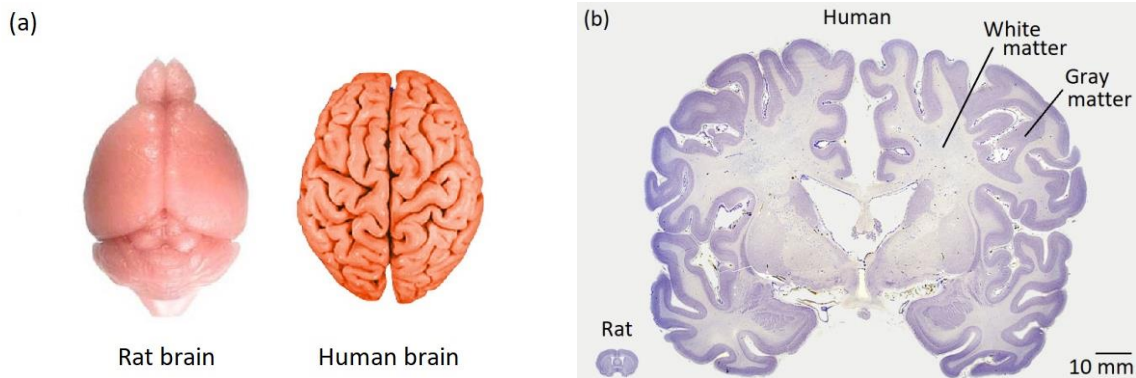 (a)
Rat brain
Human brain
(b)
Human
White
matter
Gray
matter
Rat
10 mm